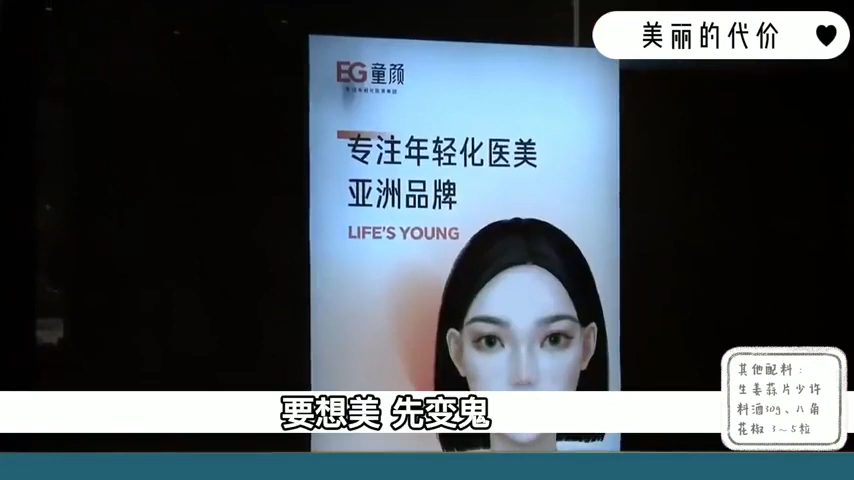 美丽的代价
EG童颜
专注年轻化医美
亚洲品牌
LIFE'S YOUNG
要想美 先变鬼
其他配料：
生姜蒜片少许
料酒30g、八角
花椒 3～5粒